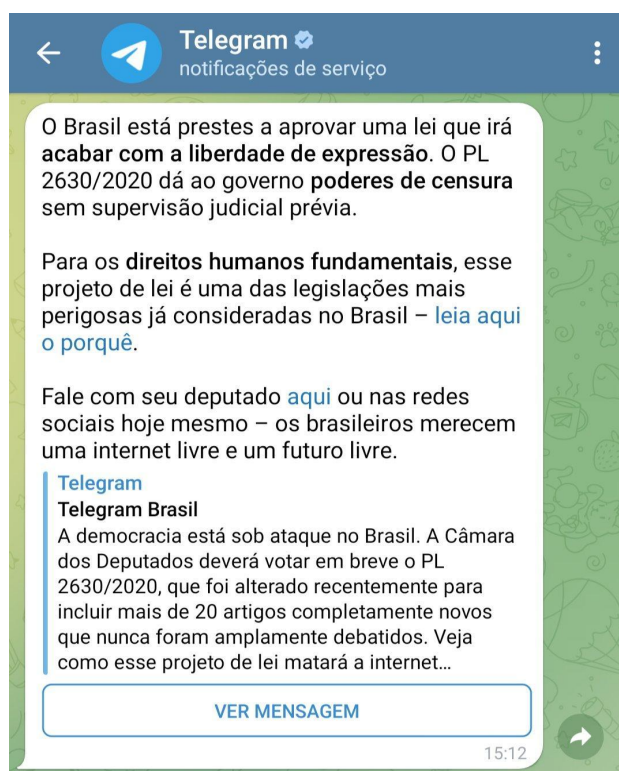 Telegram
notificações de serviço
O Brasil está prestes a aprovar uma lei que irá
acabar com a liberdade de expressão. O PL
2630/2020 dá ao governo poderes de censura
sem supervisão judicial prévia.
Para os direitos humanos fundamentais, esse
projeto de lei é uma das legislações mais
perigosas já consideradas no Brasil – leia aqui
o porquê.
Fale com seu deputado aqui ou nas redes
sociais hoje mesmo – os brasileiros merecem
uma internet livre e um futuro livre.
Telegram
Telegram Brasil
A democracia está sob ataque no Brasil. A Câmara
dos Deputados deverá votar em breve o PL
2630/2020, que foi alterado recentemente para
incluir mais de 20 artigos completamente novos
que nunca foram amplamente debatidos. Veja
como esse projeto de lei matará a internet...
VER MENSAGEM
15:12